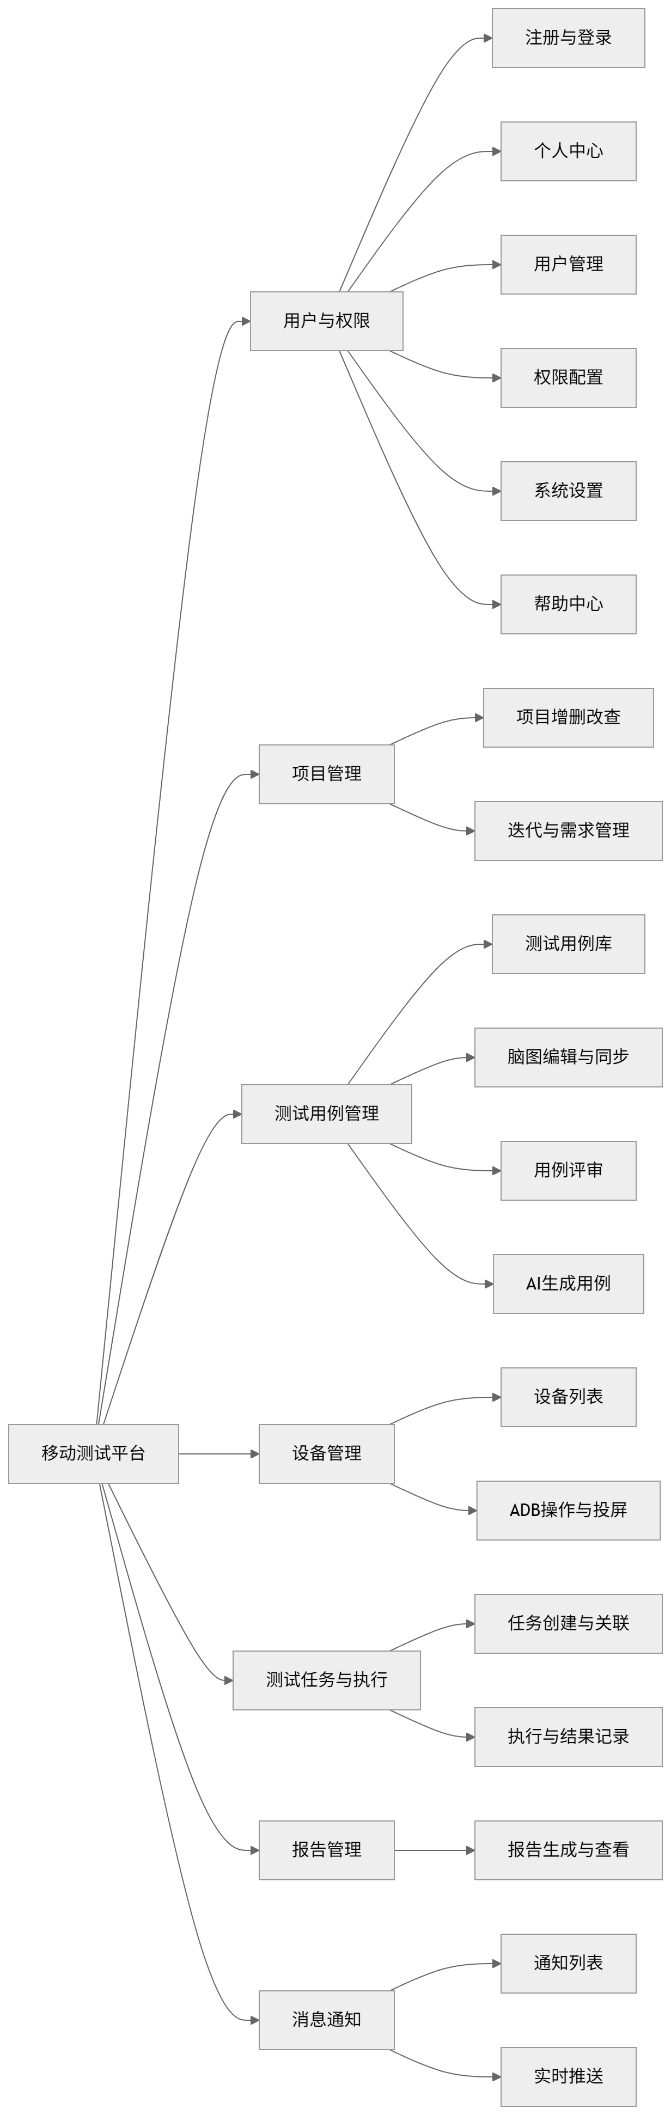 注册与登录
个人中心
用户管理
用户与权限
权限配置
系统设置
帮助中心
项目增删改查
项目管理
迭代与需求管理
测试用例库
脑图编辑与同步
测试用例管理
用例评审
AI生成用例
设备列表
移动测试平台
设备管理
ADB操作与投屏
任务创建与关联
测试任务与执行
执行与结果记录
报告管理
报告生成与查看
通知列表
消息通知
实时推送